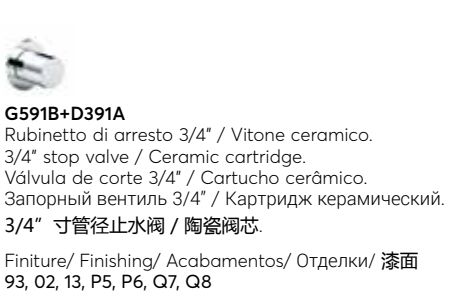 G591B+D391A
Rubinetto di arresto 3/4” / Vitone ceramico.
3/4” stop valve / Ceramic cartridge.
Válvula de corte 3/4” / Cartucho cerâmico.
Запорный вентиль 3/4” / Картридж керамический.
3/4” 寸管径止水阀 / 陶瓷阀芯.
Finiture/ Finishing/ Acabamentos/ Отделки/ 漆面
93, 02, 13, P5, P6, Q7, Q8